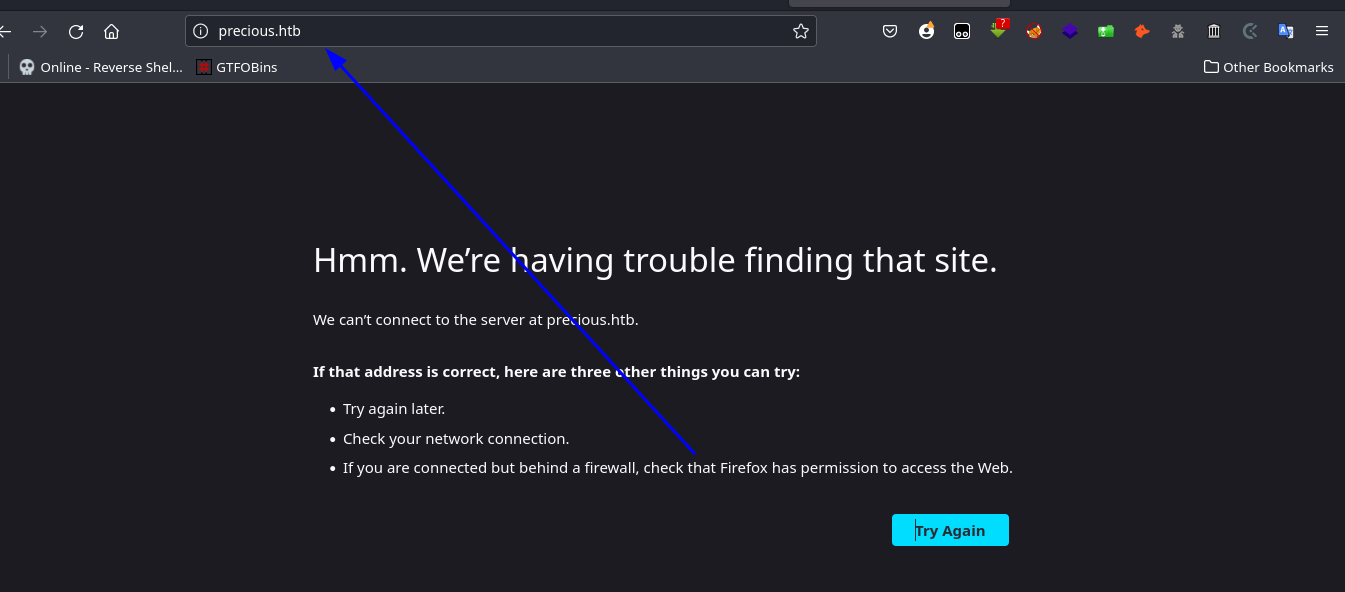 precious.htb
?
Online - Reverse Shel...
GTFOBins
Other Bookmarks
Hmm. We’re having trouble finding that site.
We can’t connect to the server at precious.htb.
If that address is correct, here are three other things you can try:
Try again later.
Check your network connection.
If you are connected but behind a firewall, check that Firefox has permission to access the Web.
Try Again